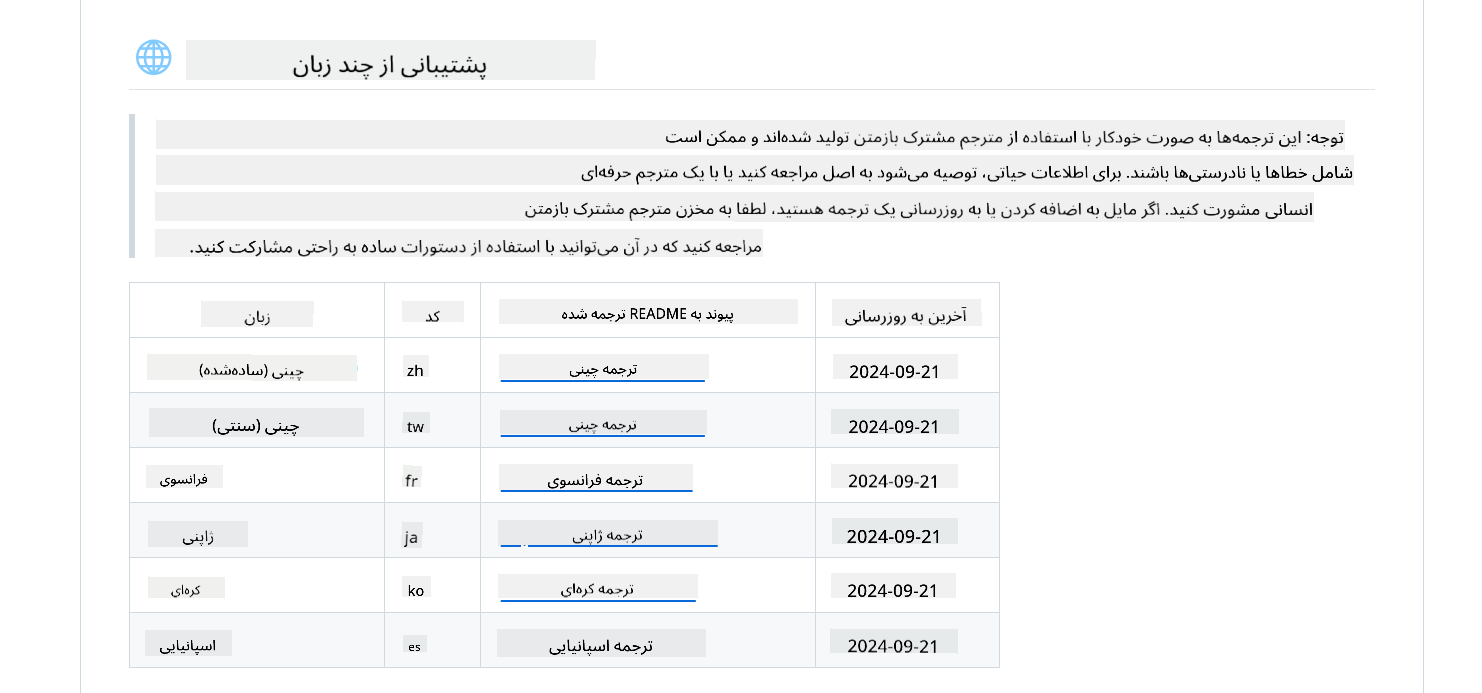 پشتیبانی از چند زبان
توجه: این ترجمه‌ها به صورت خودکار با استفاده از مترجم مشترک بازمتن تولید شده‌اند و ممکن است
شامل خطاها یا نادرستی‌ها باشند. برای اطلاعات حیاتی، توصیه می‌شود به اصل مراجعه کنید یا با یک مترجم حرفه‌ای
انسانی مشورت کنید. اگر مایل به اضافه کردن یا به روزرسانی یک ترجمه هستید، لطفا به مخزن مترجم مشترک بازمتن
مراجعه کنید که در آن می‌توانید با استفاده از دستورات ساده به راحتی مشارکت کنید.
زبان کد پیوند به README ترجمه شده آخرین به روزرسانی
چینی (ساده‌شده) zh ترجمه چینی 2024-09-21
چینی (سنتی) tw ترجمه چینی 2024-09-21
فرانسوی fr ترجمه فرانسوی 2024-09-21
ژاپنی ja ترجمه ژاپنی 2024-09-21
کره‌ای ko ترجمه کره‌ای 2024-09-21
اسپانیایی es ترجمه اسپانیایی 2024-09-21